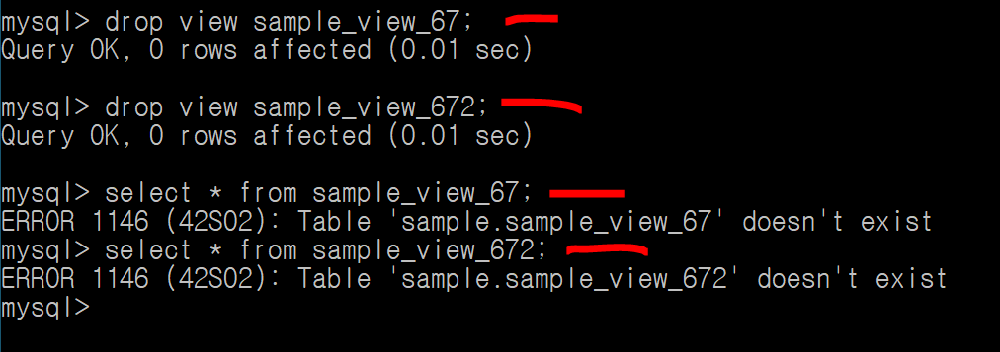 mysql> drop view sample_view_67;
Query OK, 0 rows affected (0.01 sec)
mysql> drop view sample_view_672;
Query OK, 0 rows affected (0.01 sec)
mysql> select * from sample_view_67;
ERROR 1146 (42S02): Table 'sample.sample_view_67' doesn't exist
mysql> select * from sample_view_672;
ERROR 1146 (42S02): Table 'sample.sample_view_672' doesn't exist
mysql>